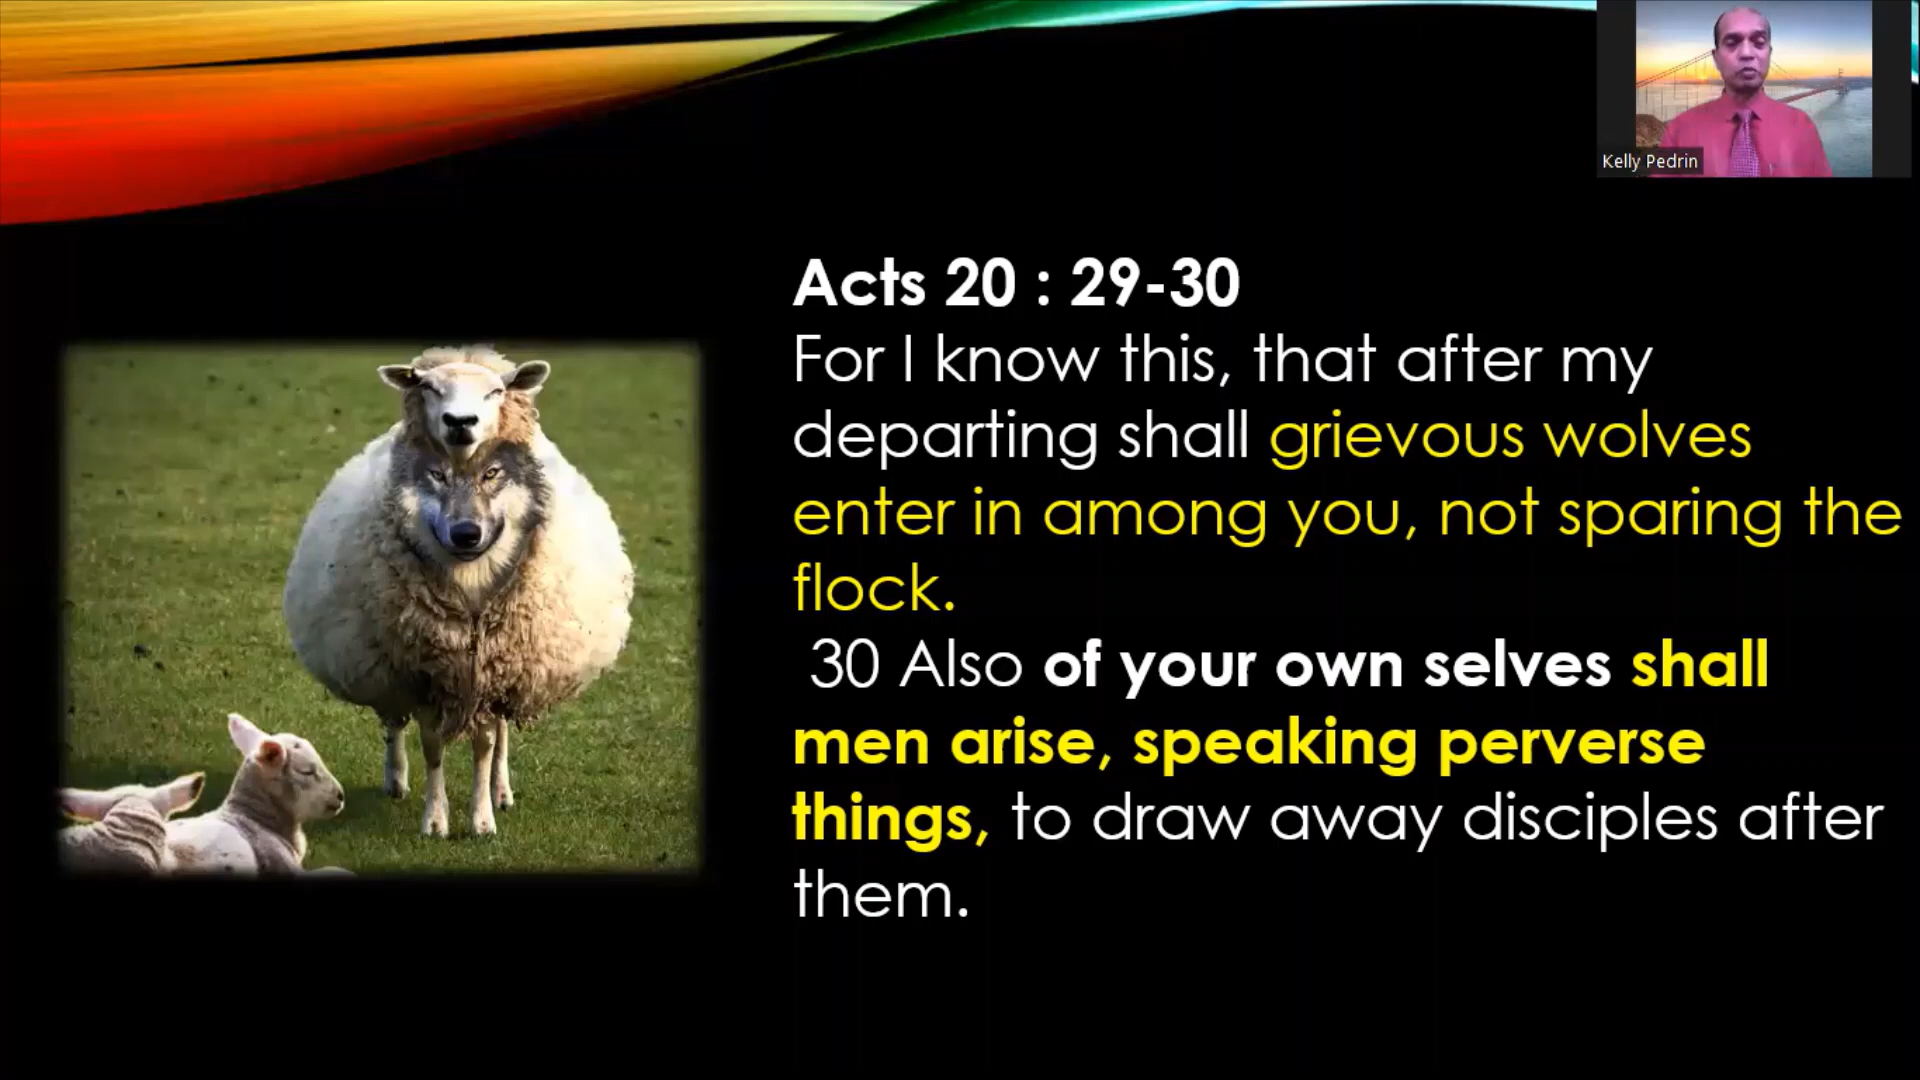 Kelly Pedrin
Acts 20 : 29-30
For I know this, that after my
departing shall grievous wolves
enter in among you, not sparing the
flock.
30 Also of your own selves shall
men arise, speaking perverse
things, to draw away disciples after
them.